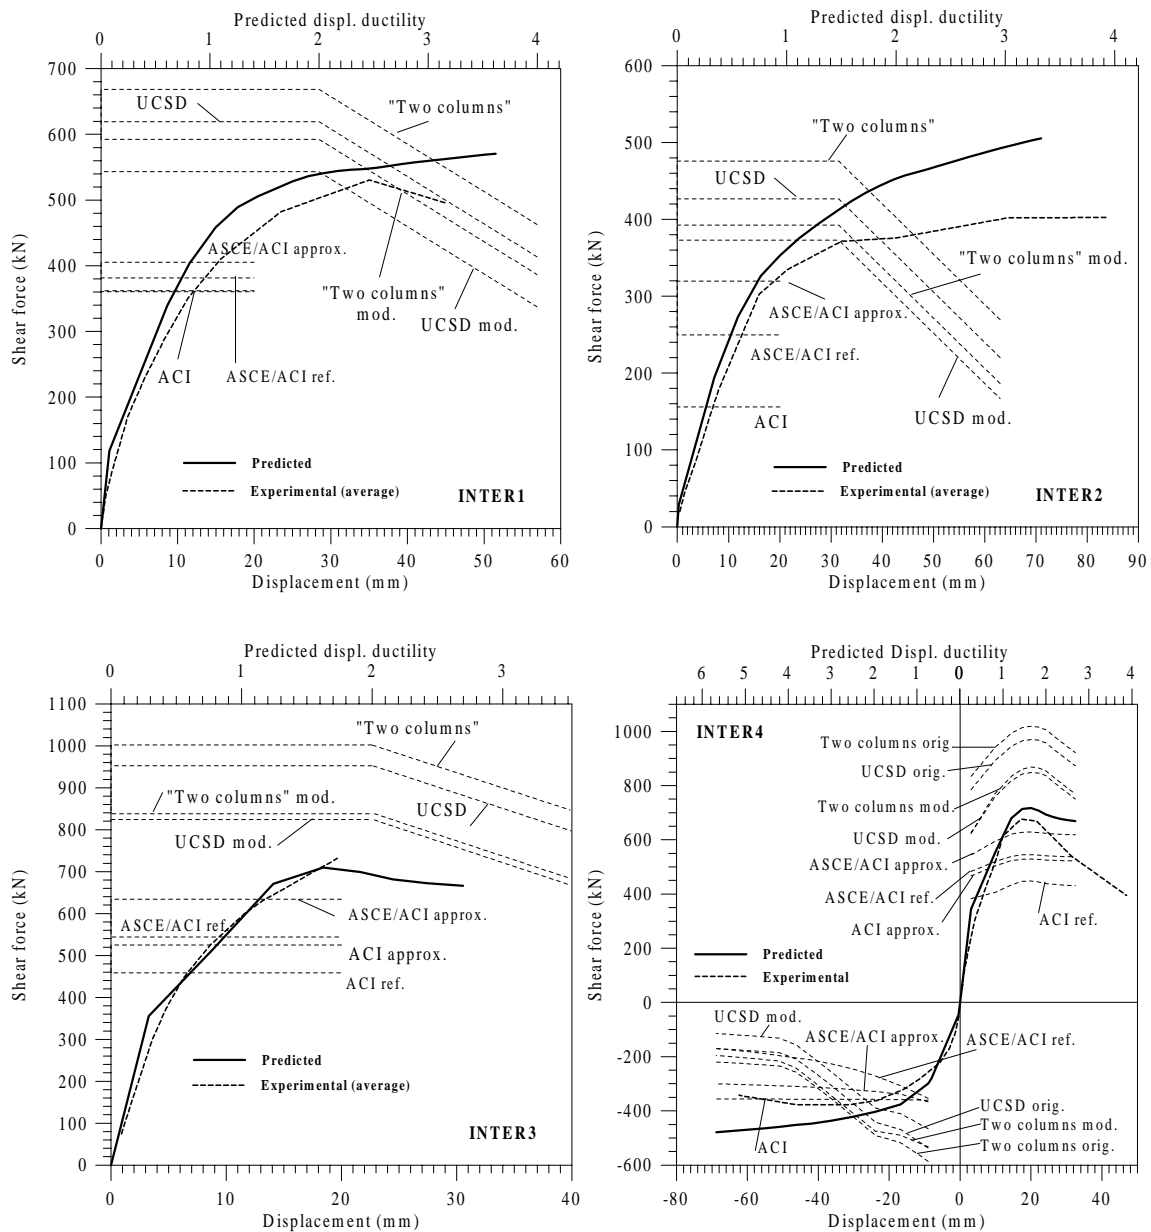 Predicted displ. ductility
0 1 2 3 4
700
600
500
400
300
200
100
0
Shear force (kN)
UCSD
"Two columns"
ASCE/ACI approx.
"Two columns"
mod.
UCSD mod.
ACI
ASCE/ACI ref.
Predicted
Experimental (average)
INTER1
0 10 20 30 40 50 60
Displacement (mm)
Predicted displ. ductility
0 1 2 3 4
600
500
400
300
200
100
0
Shear force (kN)
"Two columns"
UCSD
"Two columns" mod.
ASCE/ACI approx.
ASCE/ACI ref.
UCSD mod.
ACI
Predicted
Experimental (average)
INTER2
0 10 20 30 40 50 60 70 80 90
Displacement (mm)
Predicted displ. ductility
0 1 2 3
1100
1000
900
800
700
600
500
400
300
200
100
0
Shear force (kN)
"Two columns"
"Two columns" mod.
UCSD
UCSD mod.
ASCE/ACI approx.
ASCE/ACI ref.
ACI approx.
ACI ref.
Predicted
Experimental (average)
INTER3
0 10 20 30 40
Displacement (mm)
Predicted Displ. ductility
6 5 4 3 2 1 0 1 2 3 4
1000
800
600
400
200
0
-200
-400
-600
Shear force (kN)
INTER4
Two columns orig.
UCSD orig.
Two columns mod.
UCSD mod.
ASCE/ACI approx.
ASCE/ACI ref.
ACI approx.
ACI ref.
Predicted
Experimental
UCSD mod.
ASCE/ACI approx.
ASCE/ACI ref.
UCSD orig.
Two columns mod.
Two columns orig.
ACI
-80 -60 -40 -20 0 20 40
Displacement (mm)